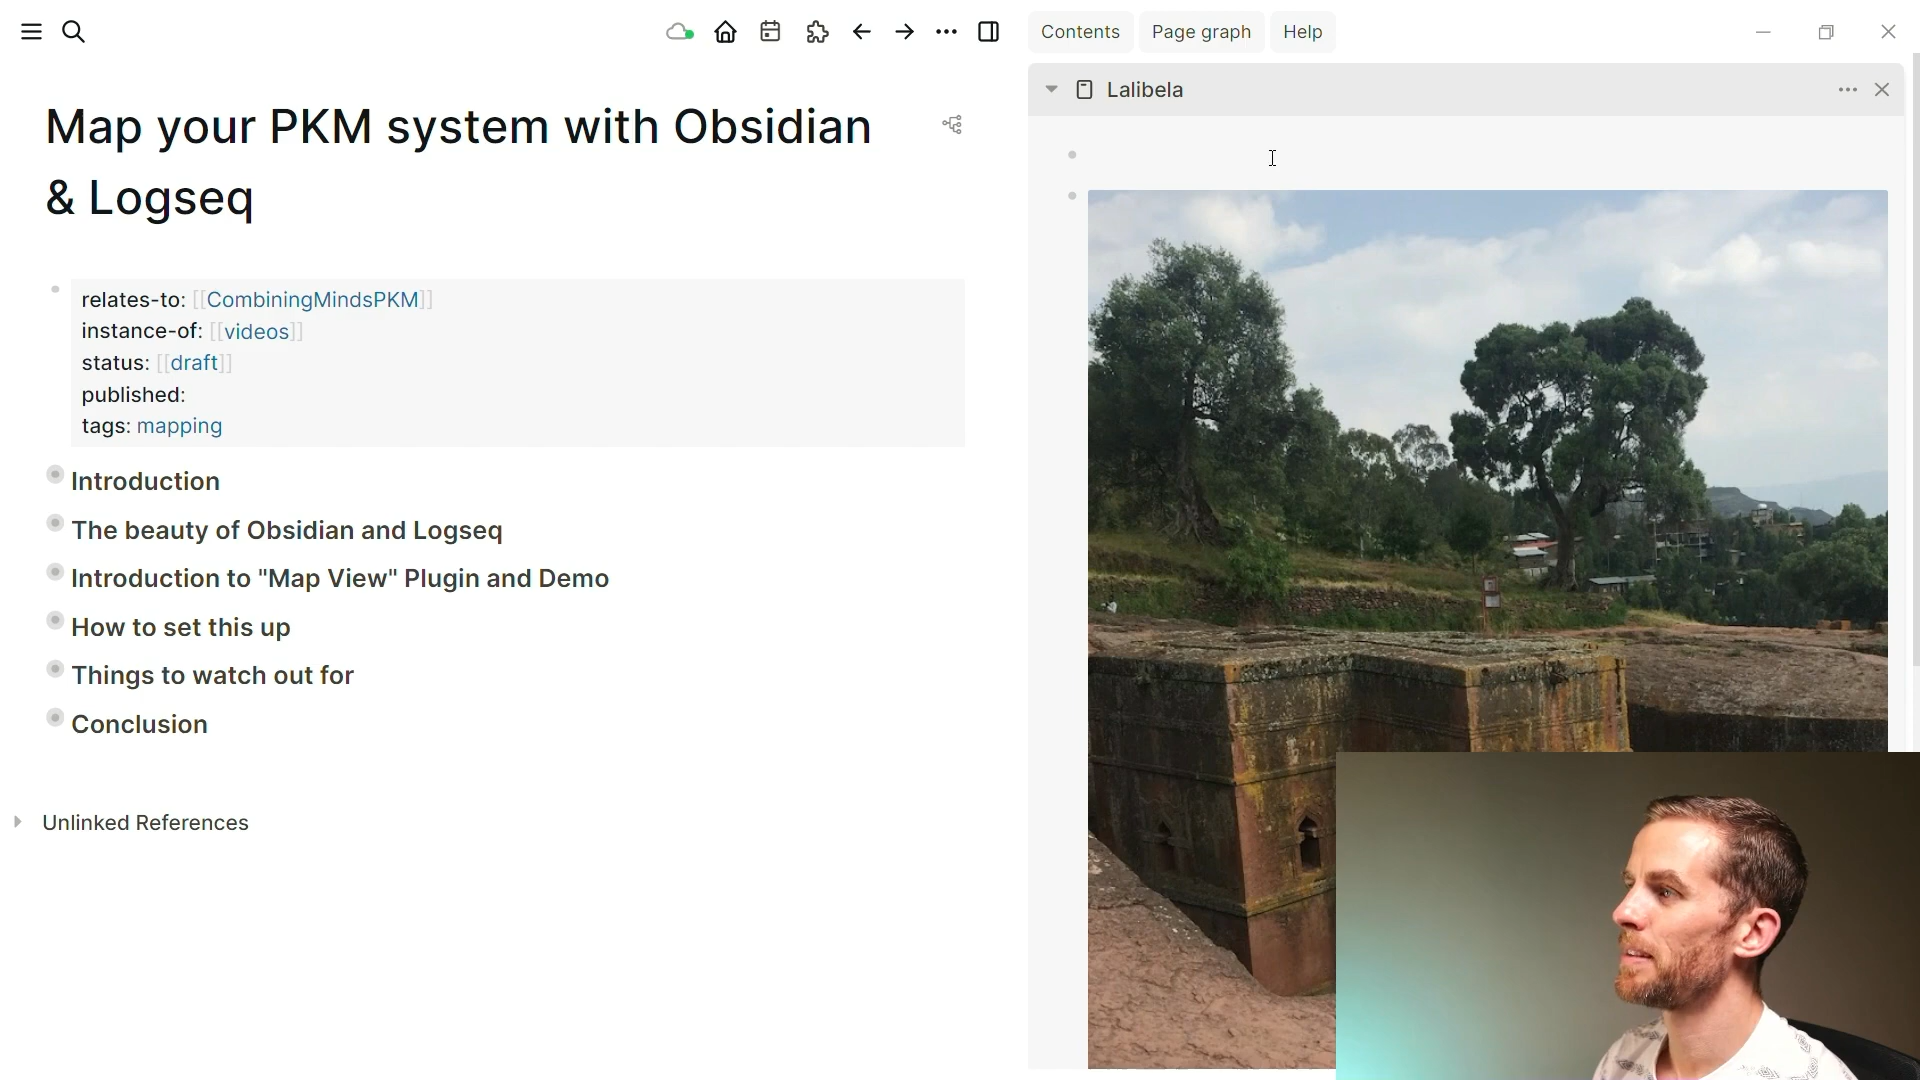 Contents
Page graph
Help
Map your PKM system with Obsidian
& Logseq
relates-to: [[CombiningMindsPKM]]
instance-of: [[videos]]
status: [[draft]]
published:
tags: mapping
Introduction
The beauty of Obsidian and Logseq
Introduction to "Map View" Plugin and Demo
How to set this up
Things to watch out for
Conclusion
Unlinked References
Lalibela